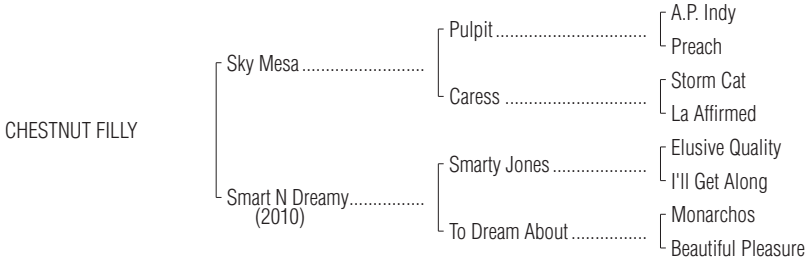 A.P. Indy
Pulpit..............................
Preach
Sky Mesa ........................
Storm Cat
Caress ............................
La Affirmed
CHESTNUT FILLY
Elusive Quality
Smarty Jones ...................
I'll Get Along
Smart N Dreamy...............
(2010)
Monarchos
To Dream About ...............
Beautiful Pleasure